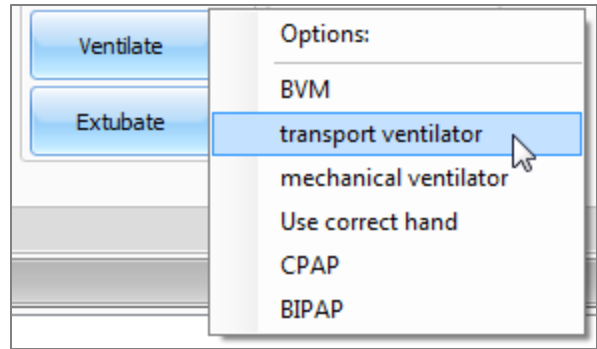 Ventilate
Extubate
Options:
BVM
transport ventilator
mechanical ventilator
Use correct hand
CPAP
BIPAP